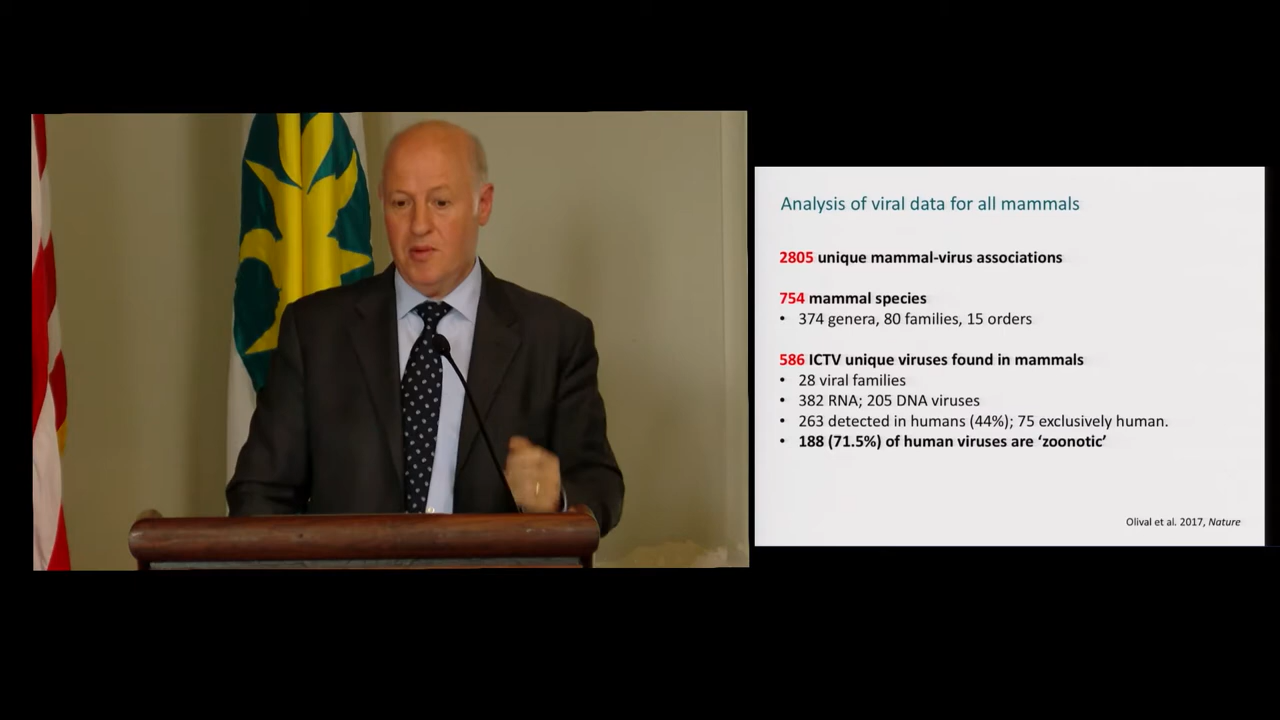 Analysis of viral data for all mammals
2805 unique mammal-virus associations
754 mammal species
• 374 genera, 80 families, 15 orders
586 ICTV unique viruses found in mammals
• 28 viral families
• 382 RNA; 205 DNA viruses
• 263 detected in humans (44%); 75 exclusively human.
• 188 (71.5%) of human viruses are ‘zoonotic’
Olival et al. 2017, Nature